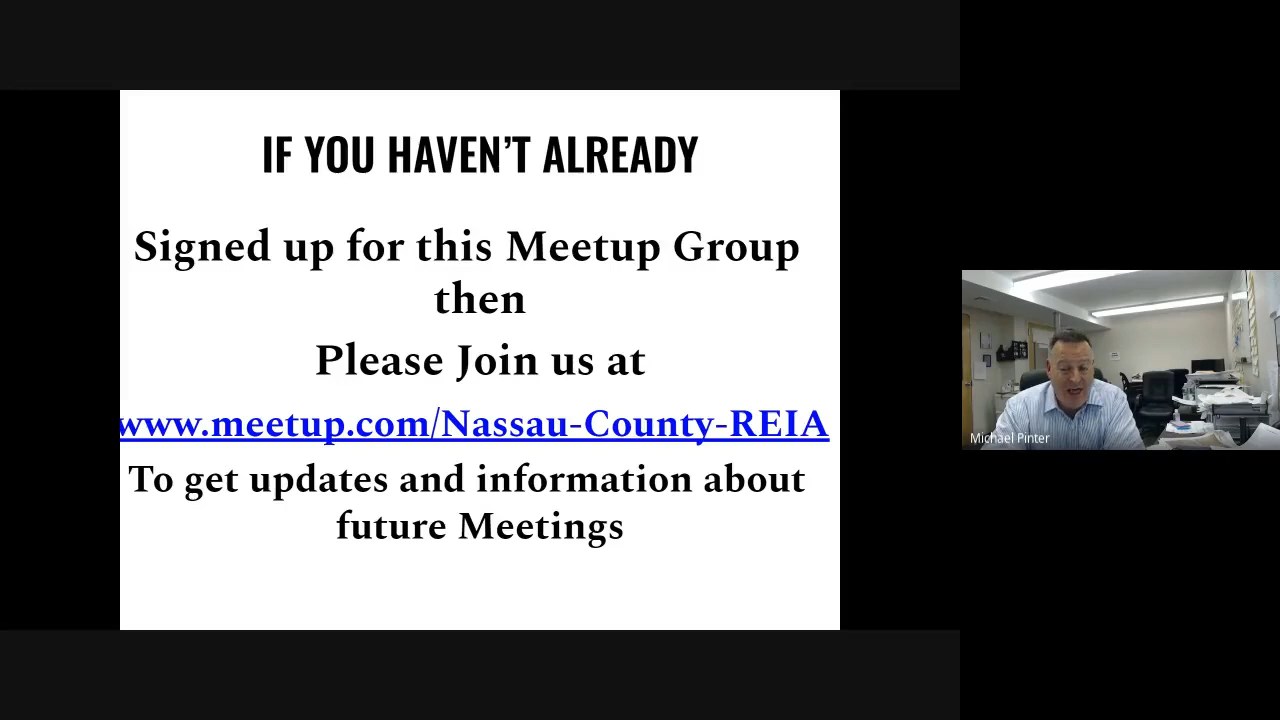 IF YOU HAVEN’T ALREADY
Signed up for this Meetup Group
then
Please Join us at
www.meetup.com/Nassau-County-REIA
To get updates and information about
future Meetings
Michael Pinter